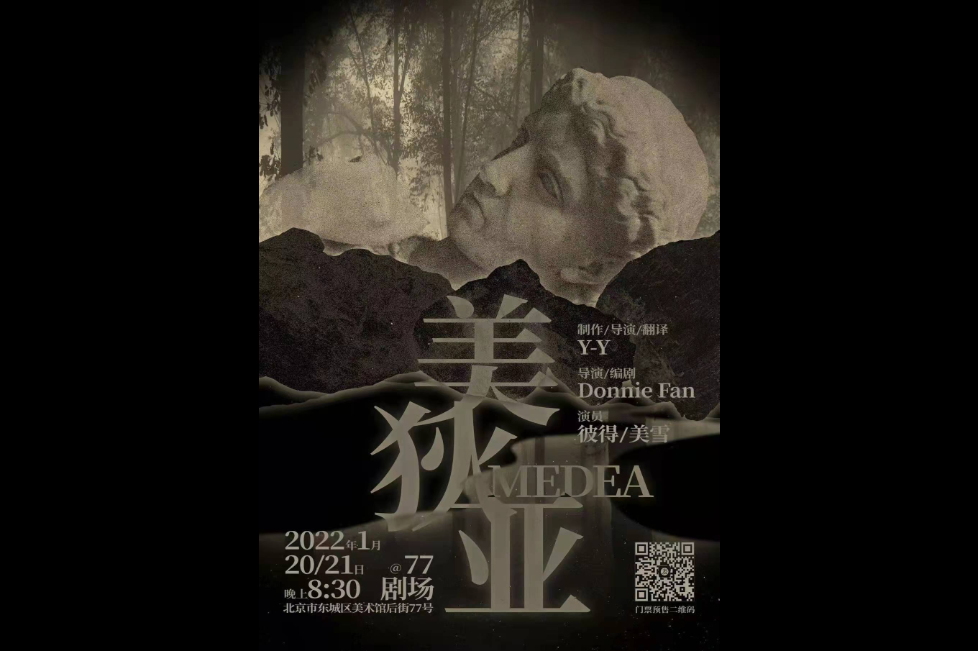 美
狄
亚
MEDEA
制作/导演/翻译
Y-Y
导演/编剧
Donnie Fan
演员
彼得/美雪
2022年1月
20/21日 @77
晚上8:30 剧场
北京市东城区美术馆后街77号
门票预售二维码